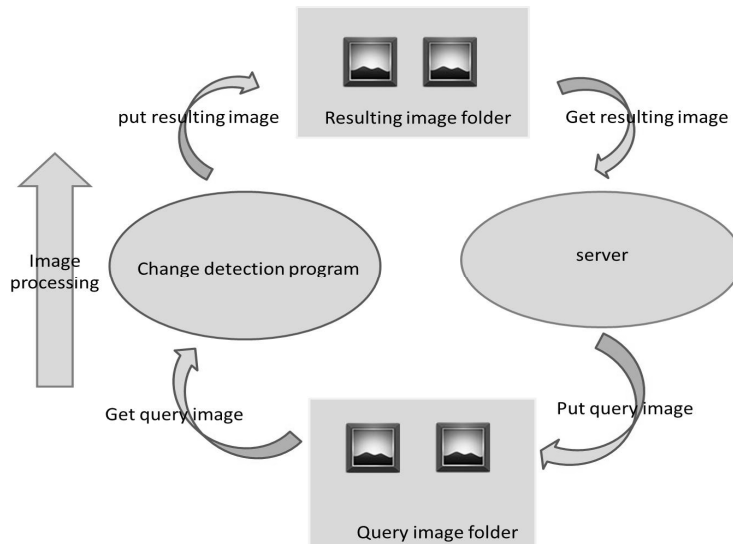 put resulting image
Resulting image folder
Get resulting image
Image
processing
Change detection program
server
Get query image
Put query image
Query image folder